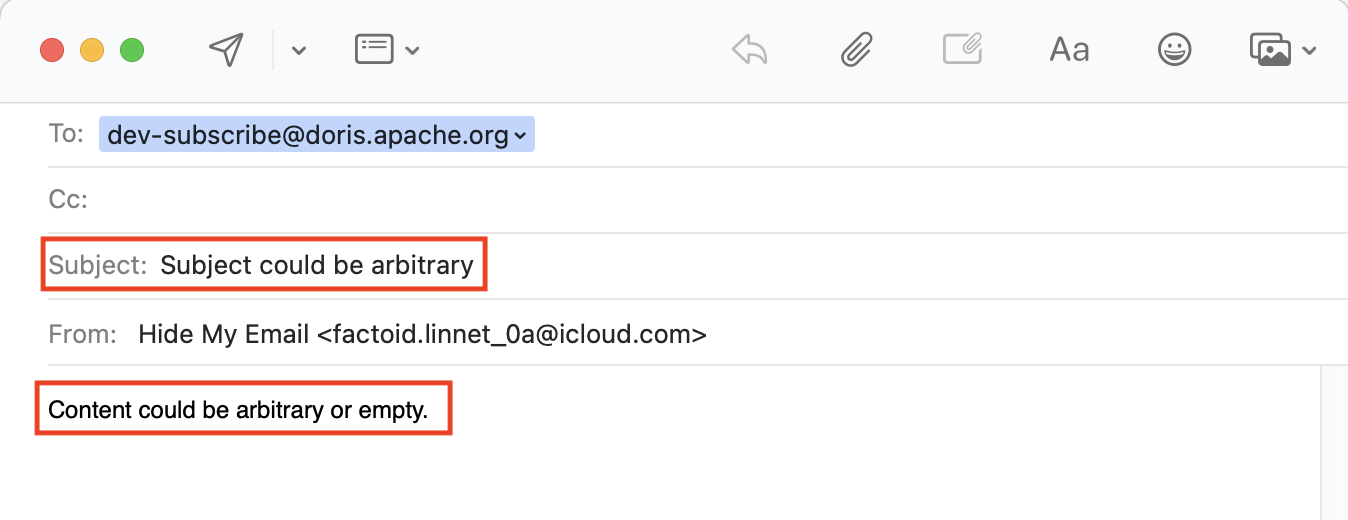 Aa
To: dev-subscribe@doris.apache.org
Cc:
Subject: Subject could be arbitrary
From: Hide My Email <factoid.linnet_0a@icloud.com>
Content could be arbitrary or empty.